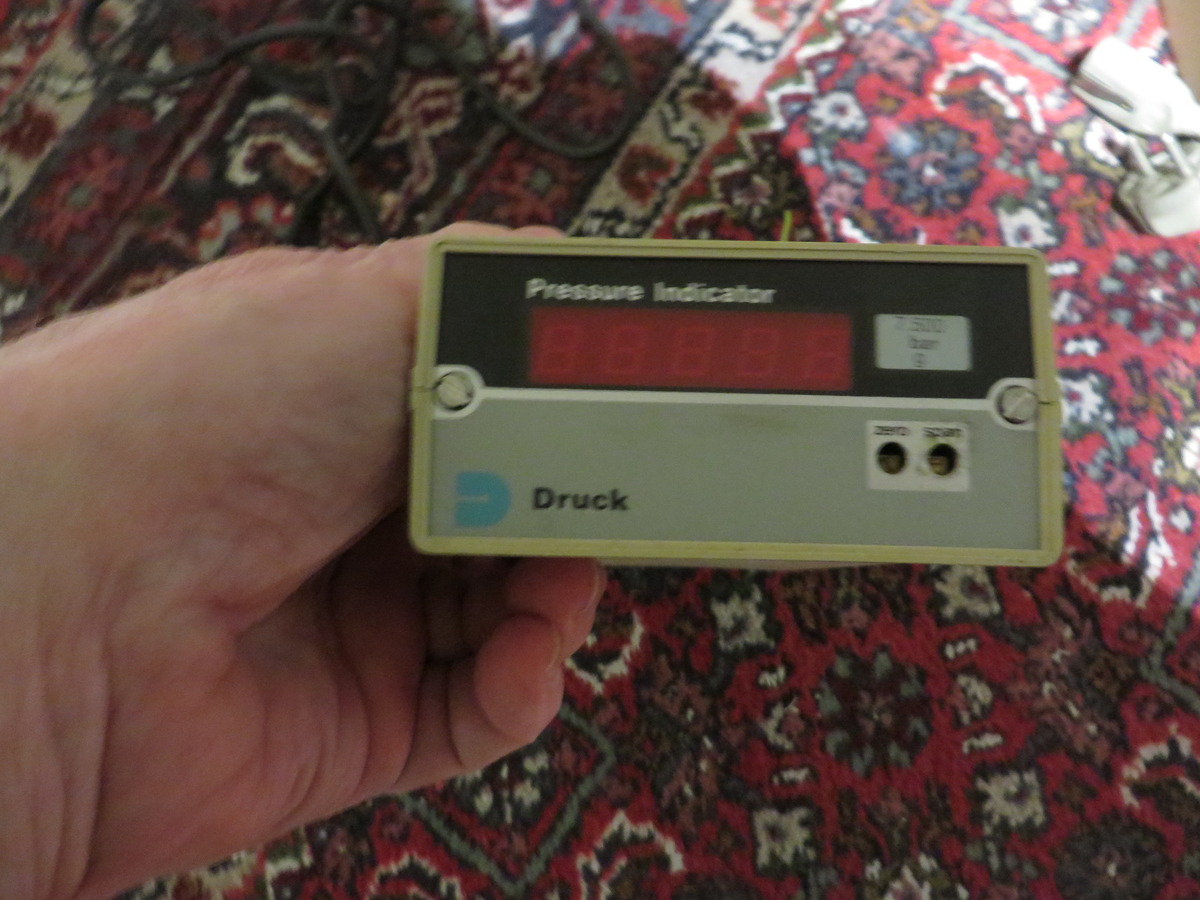 Pressure Indicator
7.500
bar
g
zero span
Druck